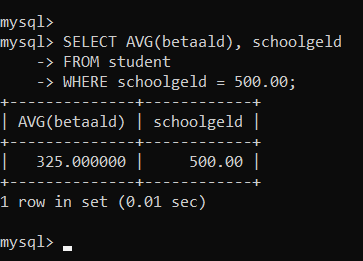 mysql>
mysql> SELECT AVG(betaald), schoolgeld
    -> FROM student
    -> WHERE schoolgeld = 500.00;
+--------------+------------+
| AVG(betaald) | schoolgeld |
+--------------+------------+
|   325.000000 |     500.00 |
+--------------+------------+
1 row in set (0.01 sec)

mysql>